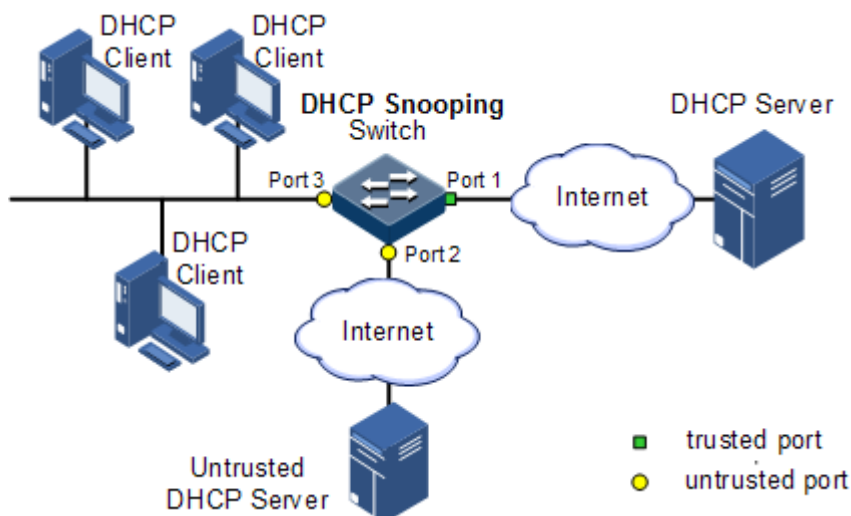 DHCP
Client
DHCP
Client
DHCP Snooping
Switch
DHCP Server
Port 3
Port 1
Internet
DHCP
Client
Port 2
Internet
Untrusted
DHCP Server
trusted port
untrusted port